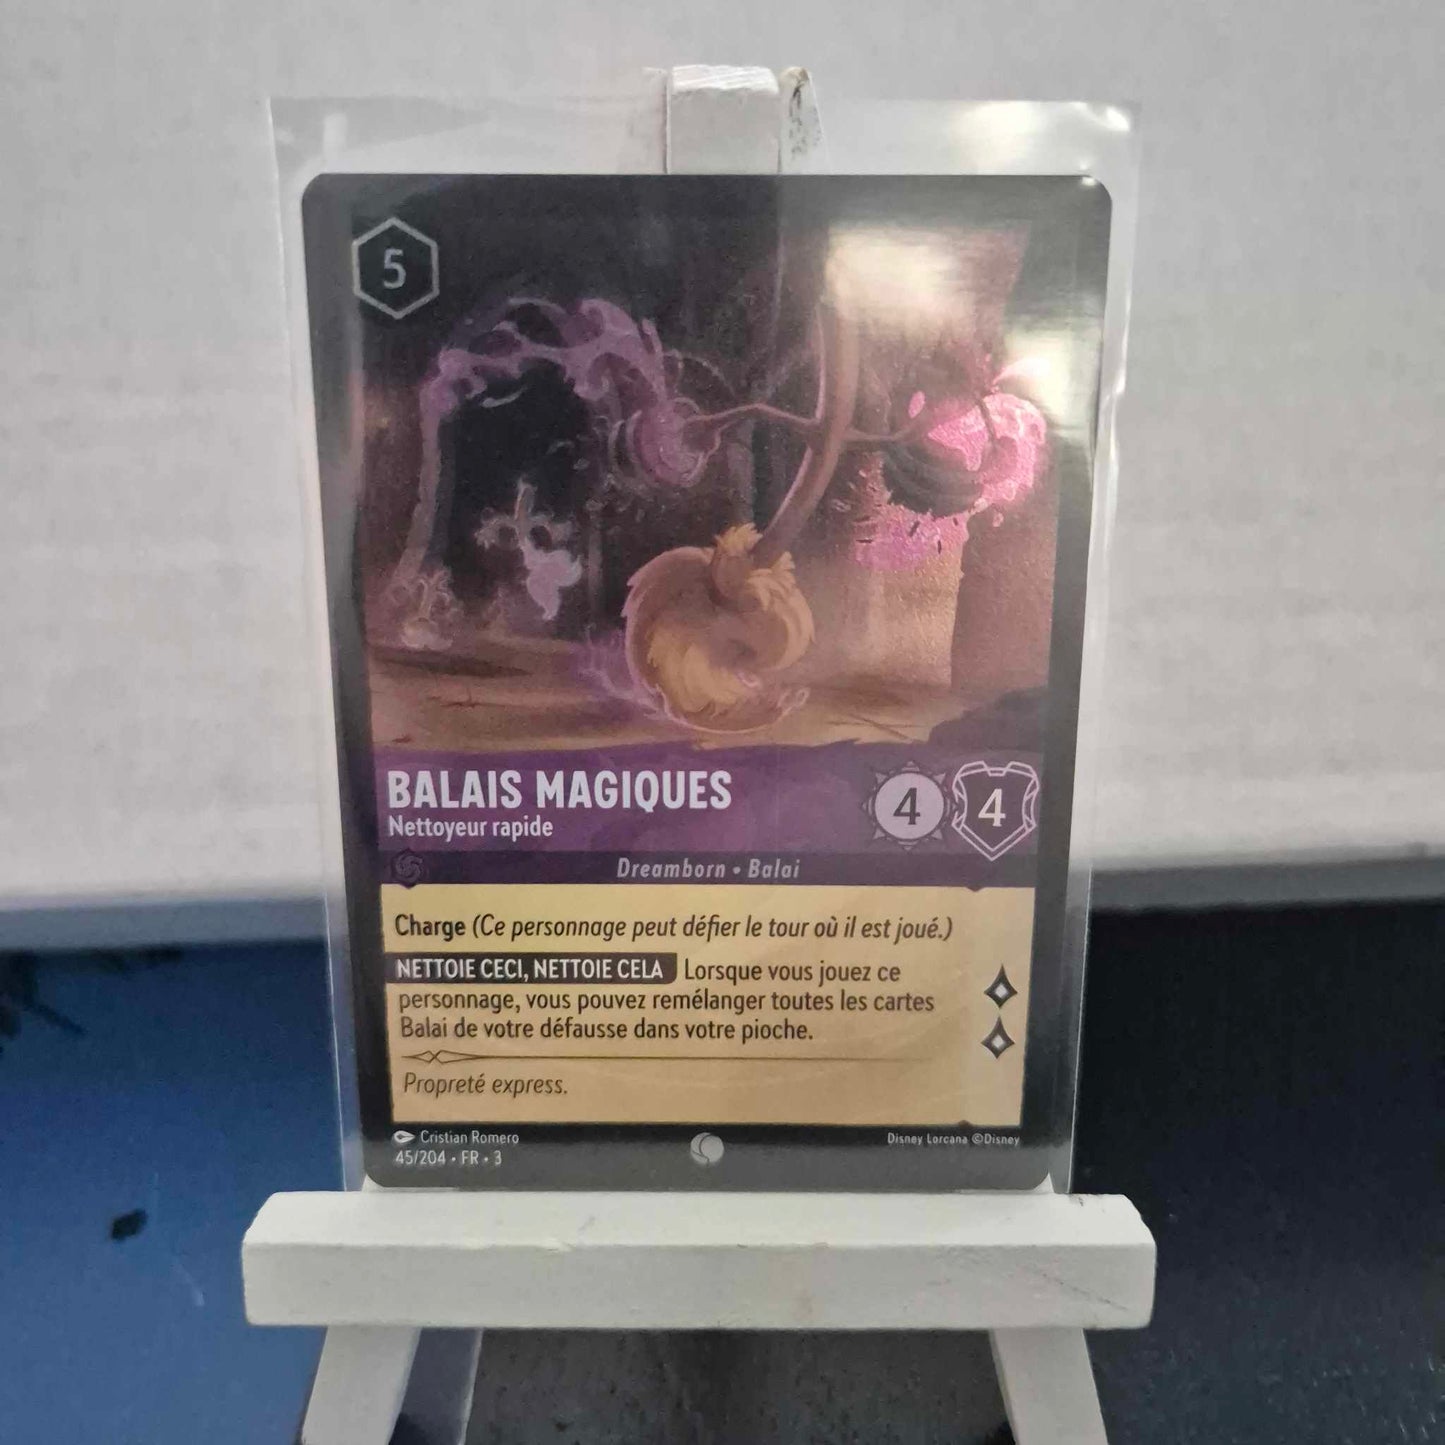 5
BALAIS MAGIQUES
Nettoyeur rapide
4 4
Dreamborn • Balai
Charge (Ce personnage peut défier le tour où il est joué.)
NETTOIE CECI, NETTOIE CELA Lorsque vous jouez ce
personnage, vous pouvez remélanger toutes les cartes
Balai de votre défausse dans votre pioche.
Propreté express.
Cristian Romero
45/204 • FR • 3
Disney Lorcana ©Disney